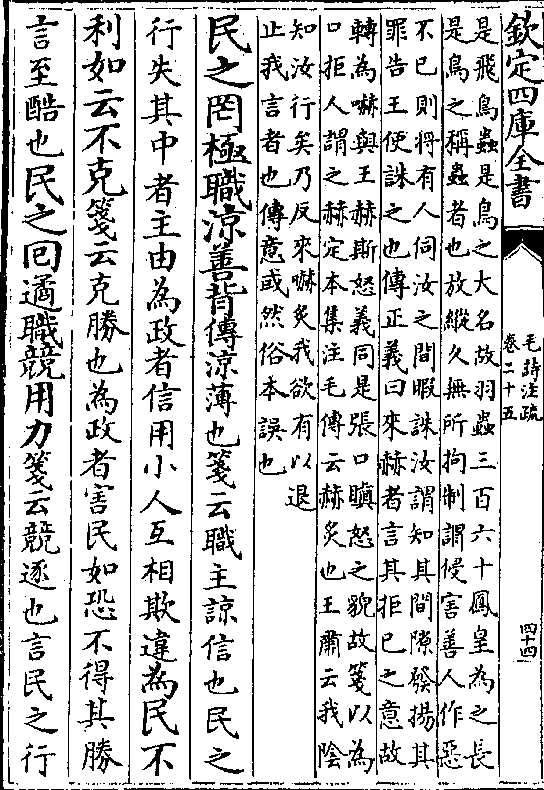 欽定四庫全書
毛詩注疏
卷二十五
四十四
是飛鳥蟲是鳥之大名故羽蟲三百六十鳳皇為之長
是鳥之稱蟲者也放縱久無所拘制謂侵害善人作惡
不已則將有人伺汝之間暇誅汝謂知其間隙發揚其
罪告王使誅之也傳正義曰來赫者言其拒已之意故
轉為嚇與王赫斯怒義同是張口瞋怒之貌故箋以為
口拒人謂之赫定本集注毛傳云赫炙也王肅云我陰
知汝行矣乃反來嚇炙我欲有以退
止我言者也傳意或然俗本誤也
民之罔極職涼善背傳涼薄也箋云職主諒信也民之
行失其中者主由為政者信用小人互相欺違為民不
利如云不克箋云克勝也為政者害民如恐不得其勝
言至酷也民之囘遹職競用力箋云競逐也言民之行